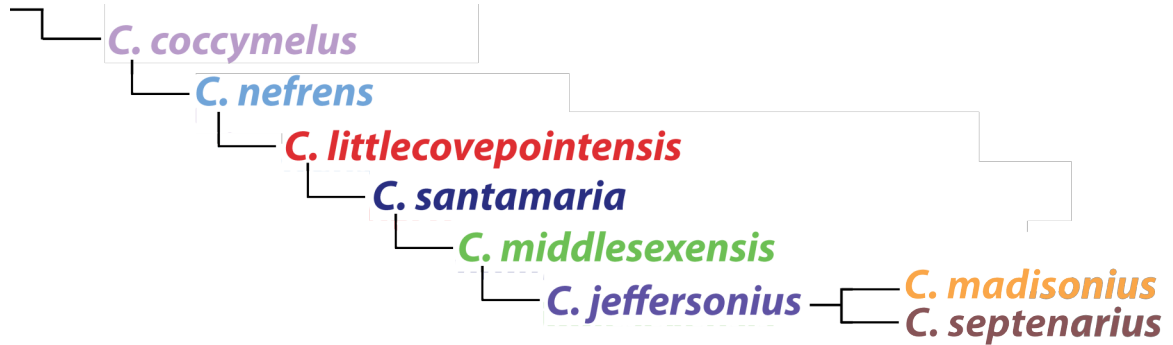 C. coccymelus
C. nefrens
C. littlecovepointensis
C. santamaria
C. middlesexensis
C. jeffersonius
C. madisonius
C. septenarius